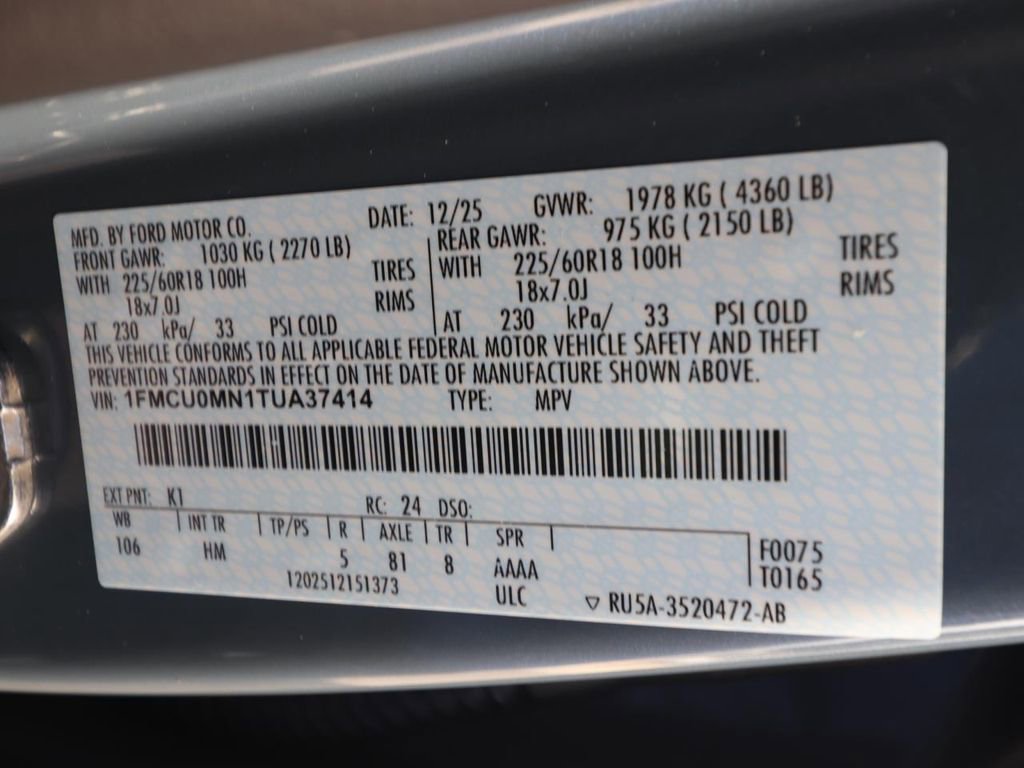 MFD. BY FORD MOTOR CO. DATE: 12/25 GVWR: 1978 KG ( 4360 LB)
FRONT GAWR: 1030 KG ( 2270 LB) REAR GAWR: 975 KG ( 2150 LB)
WITH 225/60R18 100H TIRES WITH 225/60R18 100H TIRES
18x7.0J RIMS 18x7.0J RIMS
AT 230 kPa/ 33 PSI COLD AT 230 kPa/ 33 PSI COLD
THIS VEHICLE CONFORMS TO ALL APPLICABLE FEDERAL MOTOR VEHICLE SAFETY AND THEFT
PREVENTION STANDARDS IN EFFECT ON THE DATE OF MANUFACTURE SHOWN ABOVE.
VIN: 1FMCU0MN1TUA37414 TYPE: MPV
EXT PNT: K1 RC: 24 DSO:
WB INT TR TP/PS R AXLE TR SPR
106 HM 5 81 8 AAAA F0075
1202512151373 ULC T0165
▽ RU5A-3520472-AB